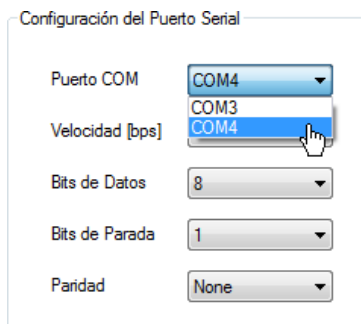 Configuración del Puerto Serial
Puerto COM COM4
COM3
Velocidad [bps] COM4
Bits de Datos 8
Bits de Parada 1
Paridad None